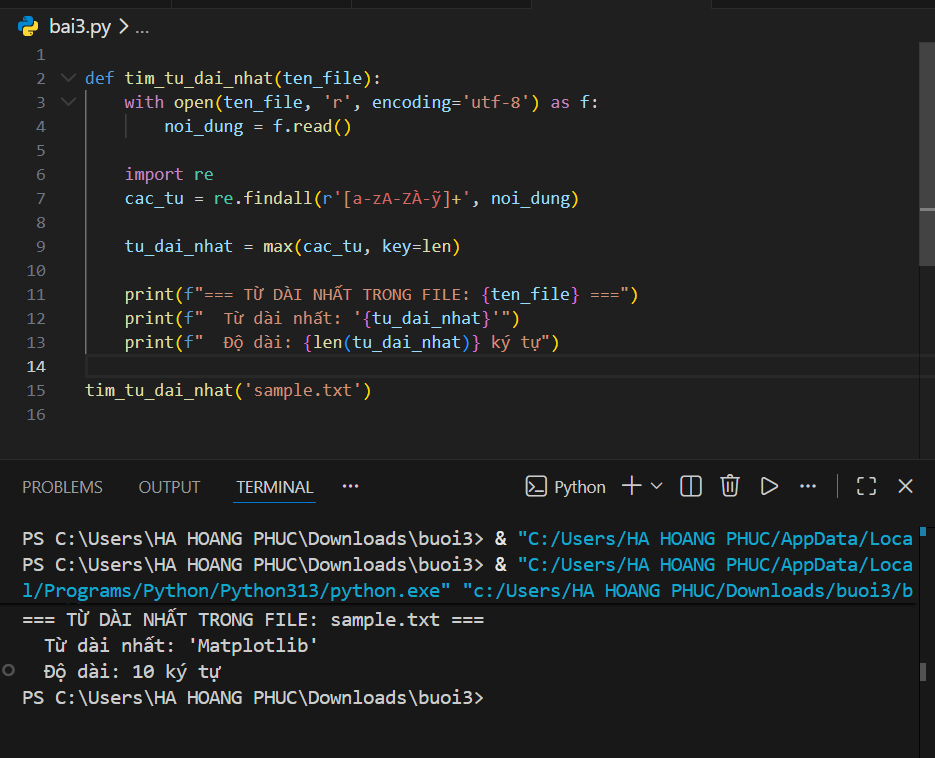 bai3.py > ...
1
2 def tim_tu_dai_nhat(ten_file):
3 with open(ten_file, 'r', encoding='utf-8') as f:
4 noi_dung = f.read()
5
6 import re
7 cac_tu = re.findall(r'[a-zA-ZÀ-ỹ]+', noi_dung)
8
9 tu_dai_nhat = max(cac_tu, key=len)
10
11 print(f"=== TỪ DÀI NHẤT TRONG FILE: {ten_file} ===")
12 print(f"  Từ dài nhất: '{tu_dai_nhat}'")
13 print(f"  Độ dài: {len(tu_dai_nhat)} ký tự")
14
15 tim_tu_dai_nhat('sample.txt')
16
PROBLEMS OUTPUT TERMINAL ... Python ...
PS C:\Users\HA HOANG PHUC\Downloads\buoi3> & "C:/Users/HA HOANG PHUC/AppData/Loca
PS C:\Users\HA HOANG PHUC\Downloads\buoi3> & "C:/Users/HA HOANG PHUC/AppData/Loca
l/Programs/Python/Python313/python.exe" "c:/Users/HA HOANG PHUC/Downloads/buoi3/b
=== TỪ DÀI NHẤT TRONG FILE: sample.txt ===
  Từ dài nhất: 'Matplotlib'
  Độ dài: 10 ký tự
PS C:\Users\HA HOANG PHUC\Downloads\buoi3>